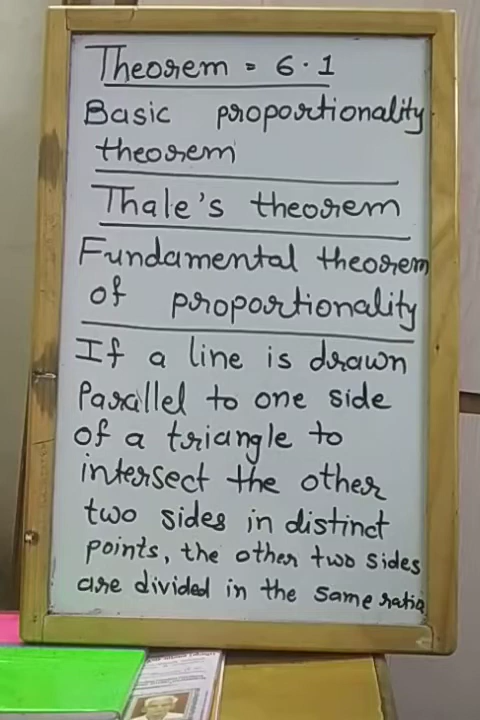 Theorem = 6.1
Basic proportionality
theorem
Thale's theorem
Fundamental theorem
of proportionality
If a line is drawn
Parallel to one side
of a triangle to
intersect the other
two sides in distinct
points, the other two sides
are divided in the same ratio